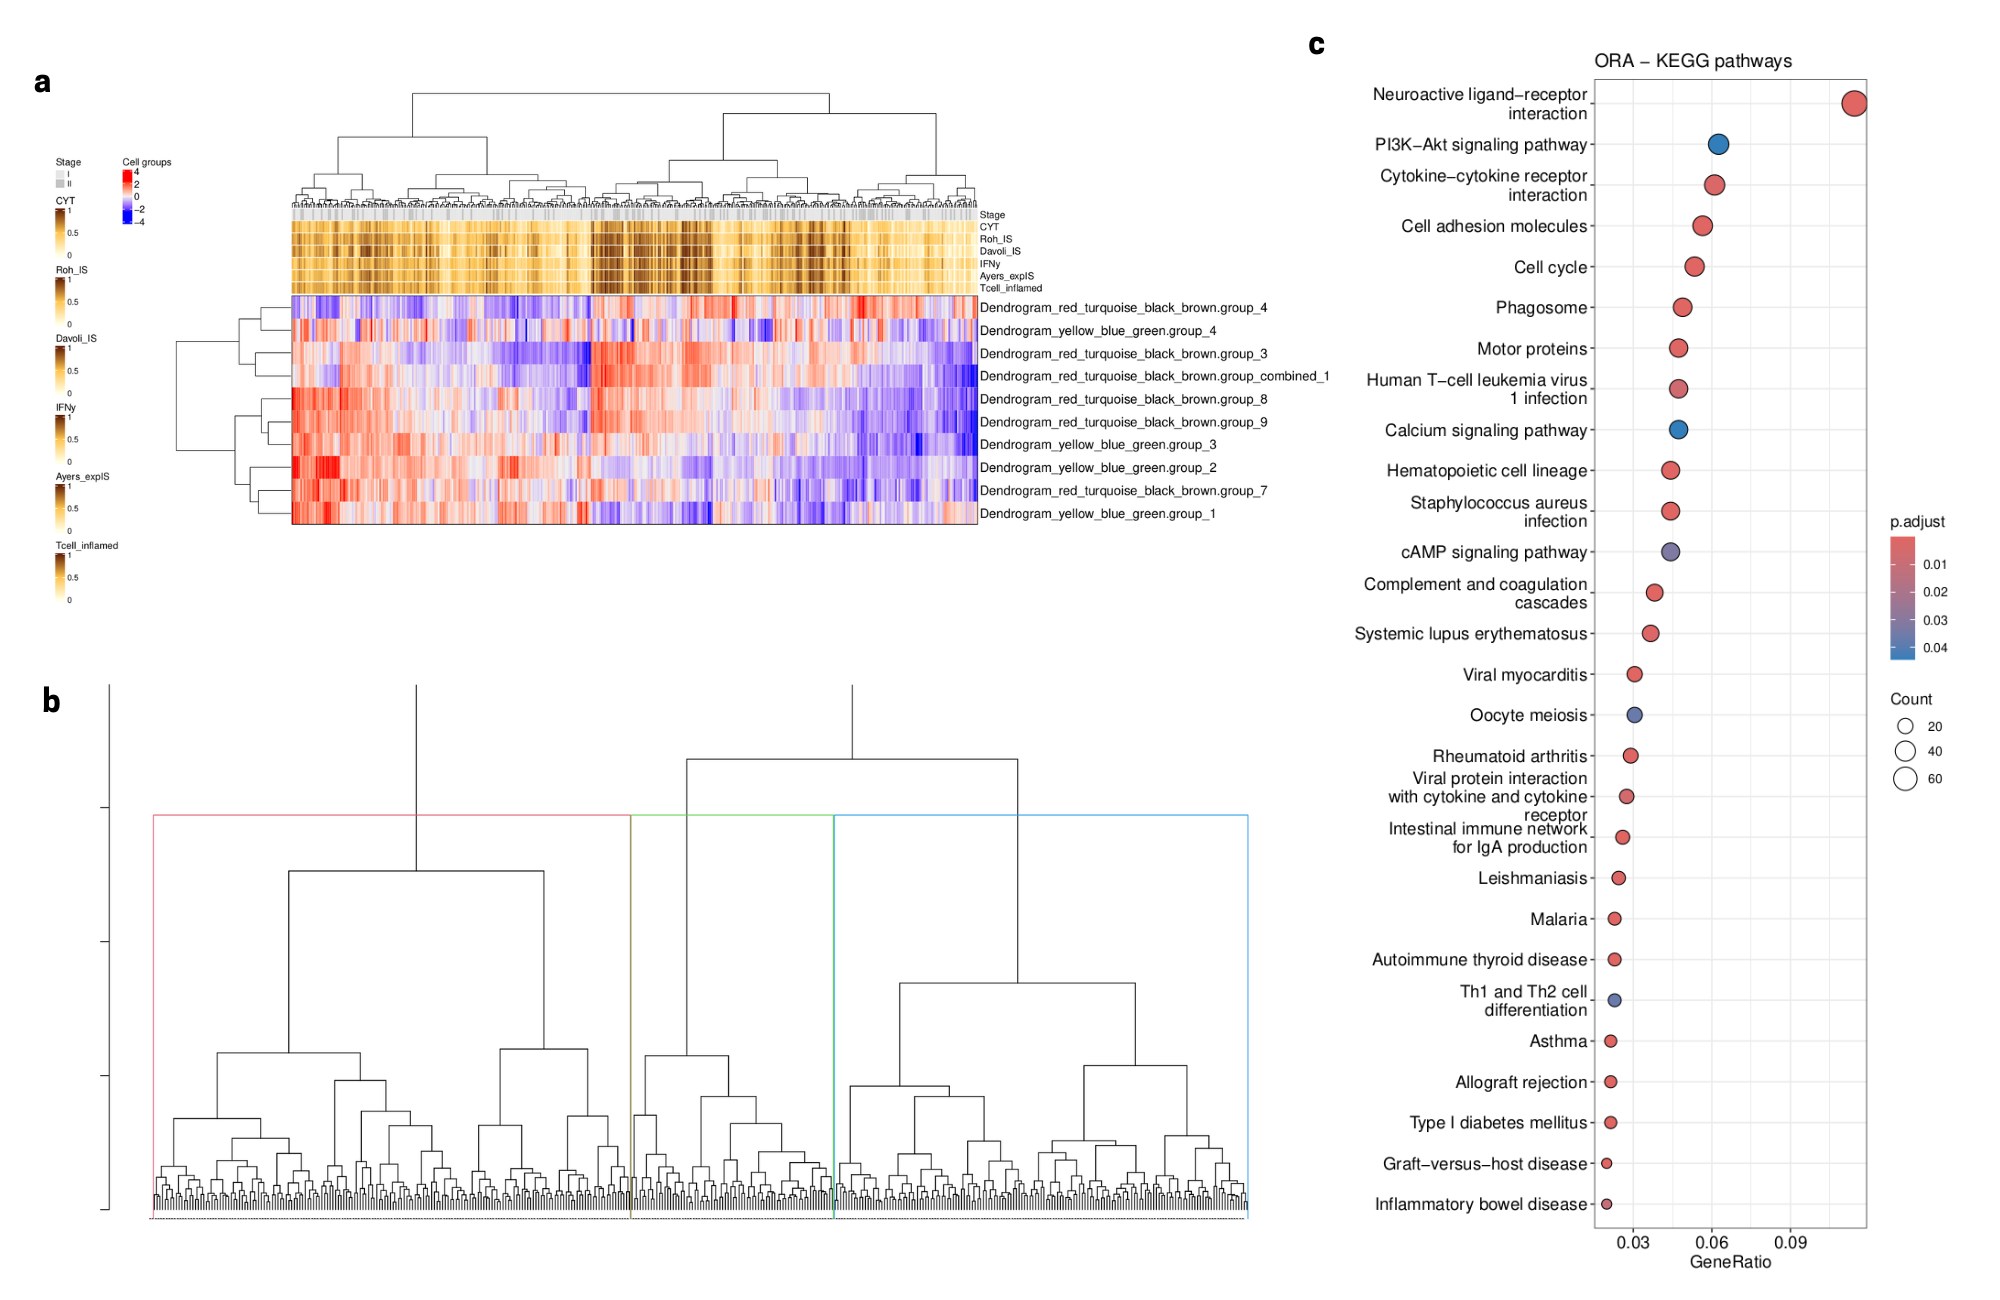 a
Stage
I
II
CYT
1
0.5
0
Roh_IS
1
0.5
0
Davoli_IS
1
0.5
0
IFNy
1
0.5
0
Ayers_expIS
1
0.5
0
Tcell_inflamed
1
0.5
0
Cell groups
4
2
0
−2
−4
Stage
CYT
Roh_IS
Davoli_IS
IFNy
Ayers_expIS
Tcell_inflamed
Dendrogram_red_turquoise_black_brown.group_4
Dendrogram_yellow_blue_green.group_4
Dendrogram_red_turquoise_black_brown.group_3
Dendrogram_red_turquoise_black_brown.group_combined_1
Dendrogram_red_turquoise_black_brown.group_8
Dendrogram_red_turquoise_black_brown.group_9
Dendrogram_yellow_blue_green.group_3
Dendrogram_yellow_blue_green.group_2
Dendrogram_red_turquoise_black_brown.group_7
Dendrogram_yellow_blue_green.group_1
b
c
ORA − KEGG pathways
Neuroactive ligand−receptor
interaction
PI3K−Akt signaling pathway
Cytokine−cytokine receptor
interaction
Cell adhesion molecules
Cell cycle
Phagosome
Motor proteins
Human T−cell leukemia virus
1 infection
Calcium signaling pathway
Hematopoietic cell lineage
Staphylococcus aureus
infection
cAMP signaling pathway
Complement and coagulation
cascades
Systemic lupus erythematosus
Viral myocarditis
Oocyte meiosis
Rheumatoid arthritis
Viral protein interaction
with cytokine and cytokine
receptor
Intestinal immune network
for IgA production
Leishmaniasis
Malaria
Autoimmune thyroid disease
Th1 and Th2 cell
differentiation
Asthma
Allograft rejection
Type I diabetes mellitus
Graft−versus−host disease
Inflammatory bowel disease
0.03
0.06
0.09
GeneRatio
p.adjust
0.01
0.02
0.03
0.04
Count
20
40
60